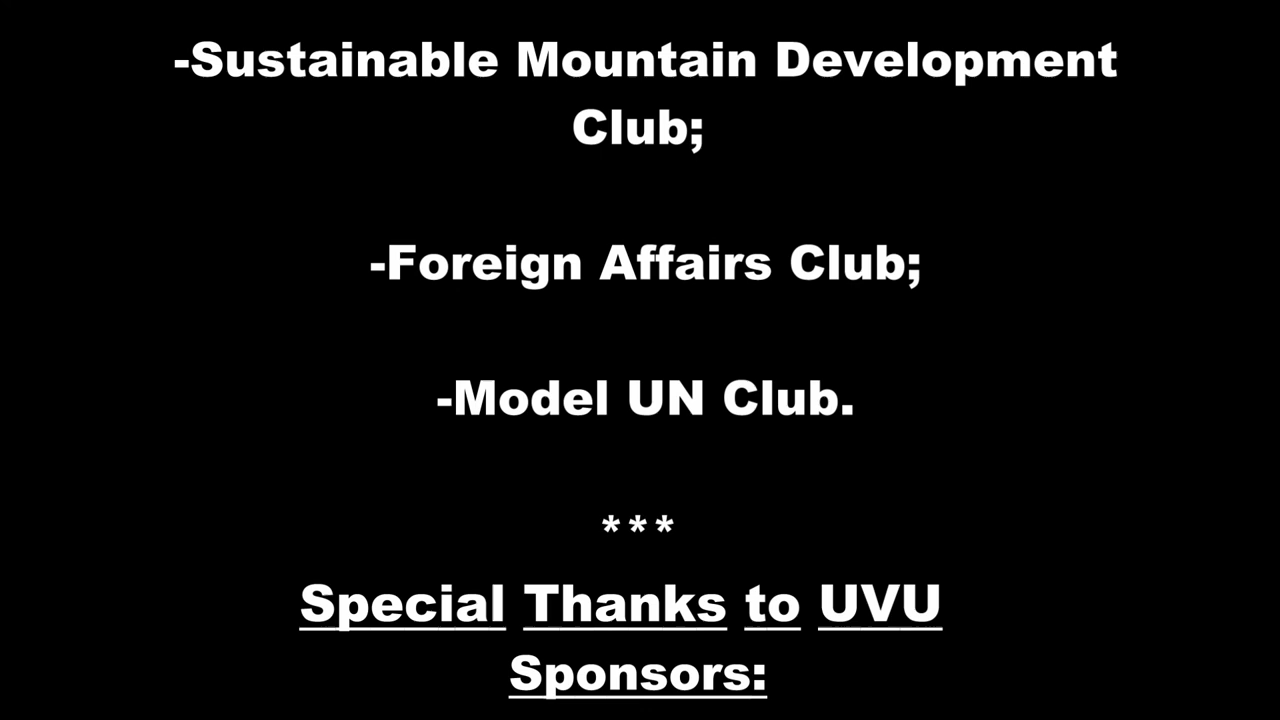 -Sustainable Mountain Development
Club;
-Foreign Affairs Club;
-Model UN Club.
***
Special Thanks to UVU
Sponsors: